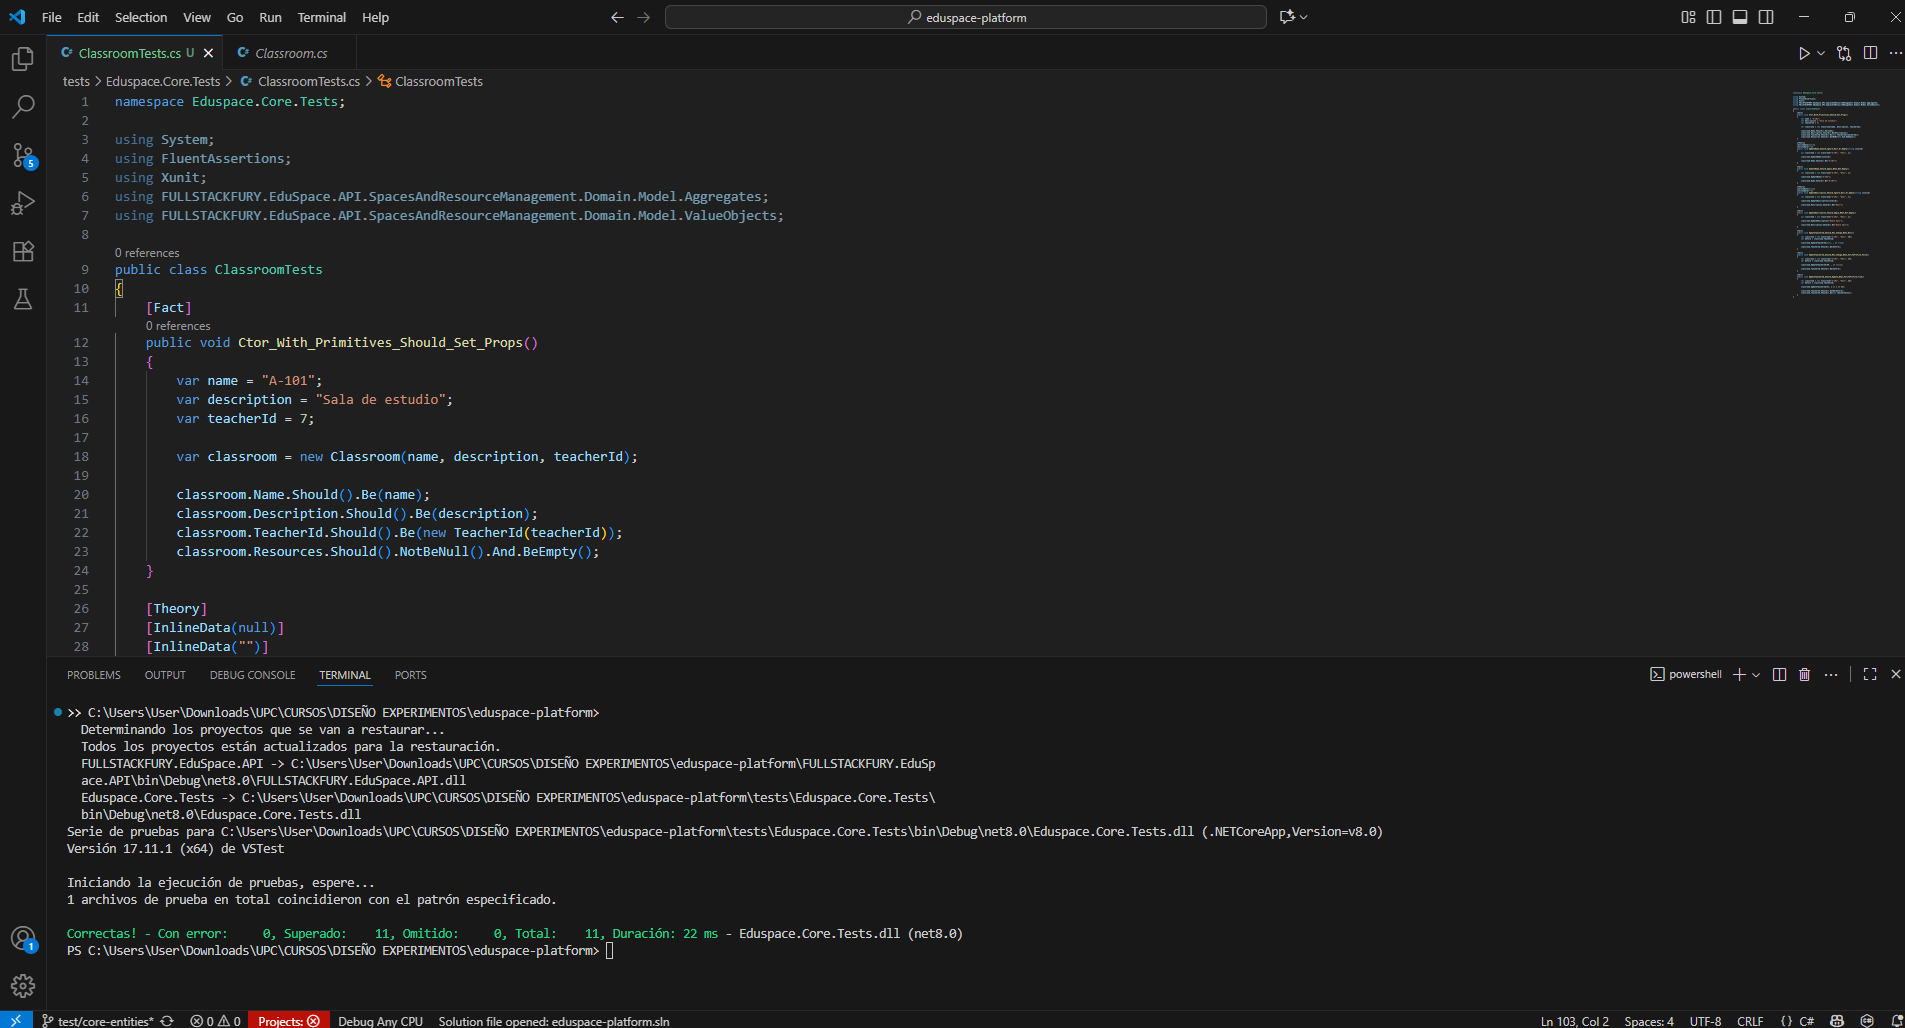 File Edit Selection View Go Run Terminal Help
eduspace-platform
ClassroomTests.cs U
Classroom.cs
tests > Eduspace.Core.Tests > ClassroomTests.cs > ClassroomTests
1 namespace Eduspace.Core.Tests;
2
3 using System;
4 using FluentAssertions;
5 using Xunit;
6 using FULLSTACKFURY.EduSpace.API.SpacesAndResourceManagement.Domain.Model.Aggregates;
7 using FULLSTACKFURY.EduSpace.API.SpacesAndResourceManagement.Domain.Model.ValueObjects;
8
0 references
9 public class ClassroomTests
10 {
11 [Fact]
0 references
12 public void Ctor_With_Primitives_Should_Set_Props()
13 {
14 var name = "A-101";
15 var description = "Sala de estudio";
16 var teacherId = 7;
17
18 var classroom = new Classroom(name, description, teacherId);
19
20 classroom.Name.Should().Be(name);
21 classroom.Description.Should().Be(description);
22 classroom.TeacherId.Should().Be(new TeacherId(teacherId));
23 classroom.Resources.Should().NotBeNull().And.BeEmpty();
24 }
25
26 [Theory]
27 [InlineData(null)]
28 [InlineData("")]
5
PROBLEMS OUTPUT DEBUG CONSOLE TERMINAL PORTS
powershell
>> C:\Users\User\Downloads\UPC\CURSOS\DISEÑO EXPERIMENTOS\eduspace-platform>
Determinando los proyectos que se van a restaurar...
Todos los proyectos están actualizados para la restauración.
FULLSTACKFURY.EduSpace.API -> C:\Users\User\Downloads\UPC\CURSOS\DISEÑO EXPERIMENTOS\eduspace-platform\FULLSTACKFURY.EduSp
ace.API\bin\Debug\net8.0\FULLSTACKFURY.EduSpace.API.dll
Eduspace.Core.Tests -> C:\Users\User\Downloads\UPC\CURSOS\DISEÑO EXPERIMENTOS\eduspace-platform\tests\Eduspace.Core.Tests\
bin\Debug\net8.0\Eduspace.Core.Tests.dll
Serie de pruebas para C:\Users\User\Downloads\UPC\CURSOS\DISEÑO EXPERIMENTOS\eduspace-platform\tests\Eduspace.Core.Tests\bin\Debug\net8.0\Eduspace.Core.Tests.dll (.NETCoreApp,Version=v8.0)
Versión 17.11.1 (x64) de VSTest
Iniciando la ejecución de pruebas, espere...
1 archivos de prueba en total coincidieron con el patrón especificado.
Correctas! - Con error: 0, Superado: 11, Omitido: 0, Total: 11, Duración: 22 ms - Eduspace.Core.Tests.dll (net8.0)
PS C:\Users\User\Downloads\UPC\CURSOS\DISEÑO EXPERIMENTOS\eduspace-platform>
1
test/core-entities* 0 0 Projects: Debug Any CPU Solution file opened: eduspace-platform.sln Ln 103, Col 2 Spaces: 4 UTF-8 CRLF {} C#